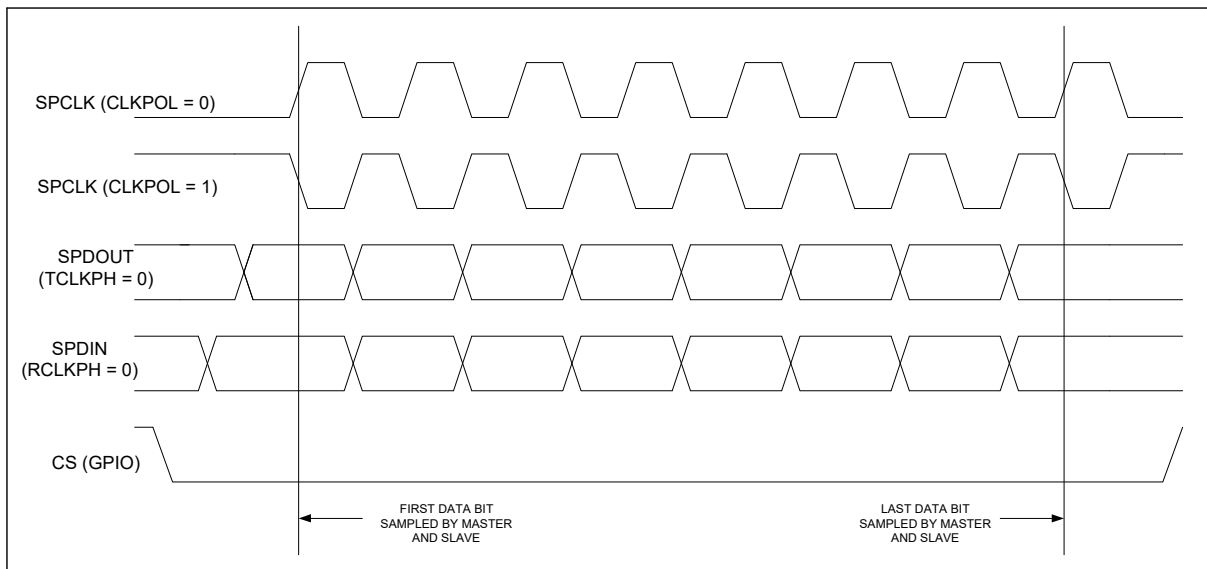 SPCLK (CLKPOL = 0)
SPCLK (CLKPOL = 1)
SPDOUT
(TCLKPH = 0)
SPDIN
(RCLKPH = 0)
CS (GPIO)
FIRST DATA BIT
SAMPLED BY MASTER
AND SLAVE
LAST DATA BIT
SAMPLED BY MASTER
AND SLAVE